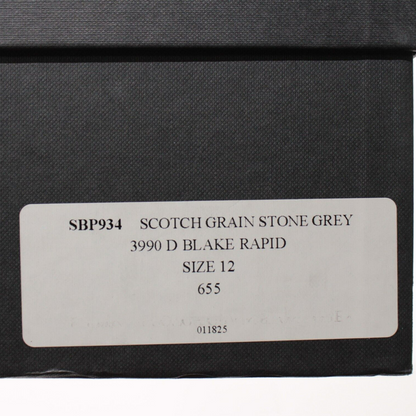 SBP934 SCOTCH GRAIN STONE GREY
3990 D BLAKE RAPID
SIZE 12
655
011825